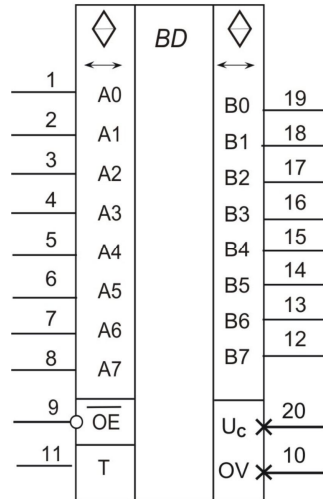 BD
1 A0 B0 19
2 A1 B1 18
3 A2 B2 17
4 A3 B3 16
5 A4 B4 15
6 A5 B5 14
7 A6 B6 13
8 A7 B7 12
9 OE Uc 20
11 T OV 10